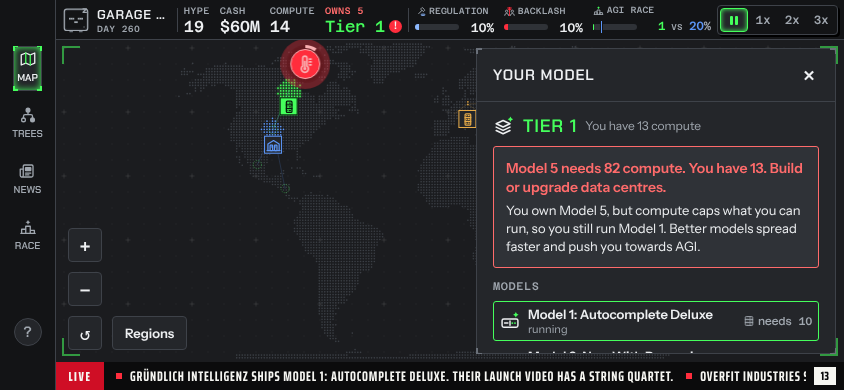 GARAGE ...
DAY 260
HYPE
19
CASH
$60M
COMPUTE
14
OWNS 5
Tier 1
REGULATION
10%
BACKLASH
10%
AGI RACE
1 vs 20%
1x
2x
3x
MAP
TREES
NEWS
RACE
?
+
−
↺
Regions
YOUR MODEL
×
TIER 1
You have 13 compute
Model 5 needs 82 compute. You have 13. Build
or upgrade data centres.
You own Model 5, but compute caps what you can
run, so you still run Model 1. Better models spread
faster and push you towards AGI.
MODELS
Model 1: Autocomplete Deluxe
running
needs 10
LIVE
GRÜNDLICH INTELLIGENZ SHIPS MODEL 1: AUTOCOMPLETE DELUXE. THEIR LAUNCH VIDEO HAS A STRING QUARTET.
OVERFIT INDUSTRIES
13